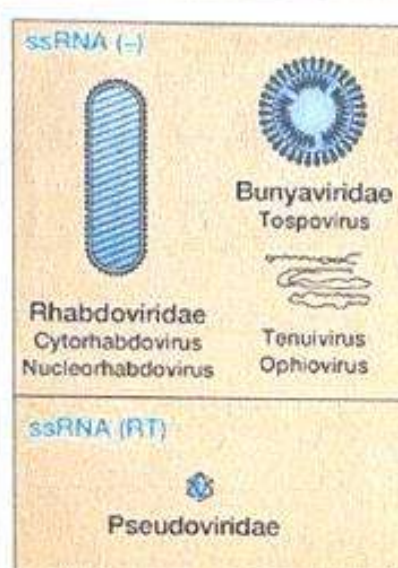 ssRNA (-)
Rhabdoviridae
Cytorhabdovirus
Nucleorhabdovirus
Bunyaviridae
Tospovirus
Tenuivirus
Ophiovirus
ssRNA (RT)
Pseudoviridae